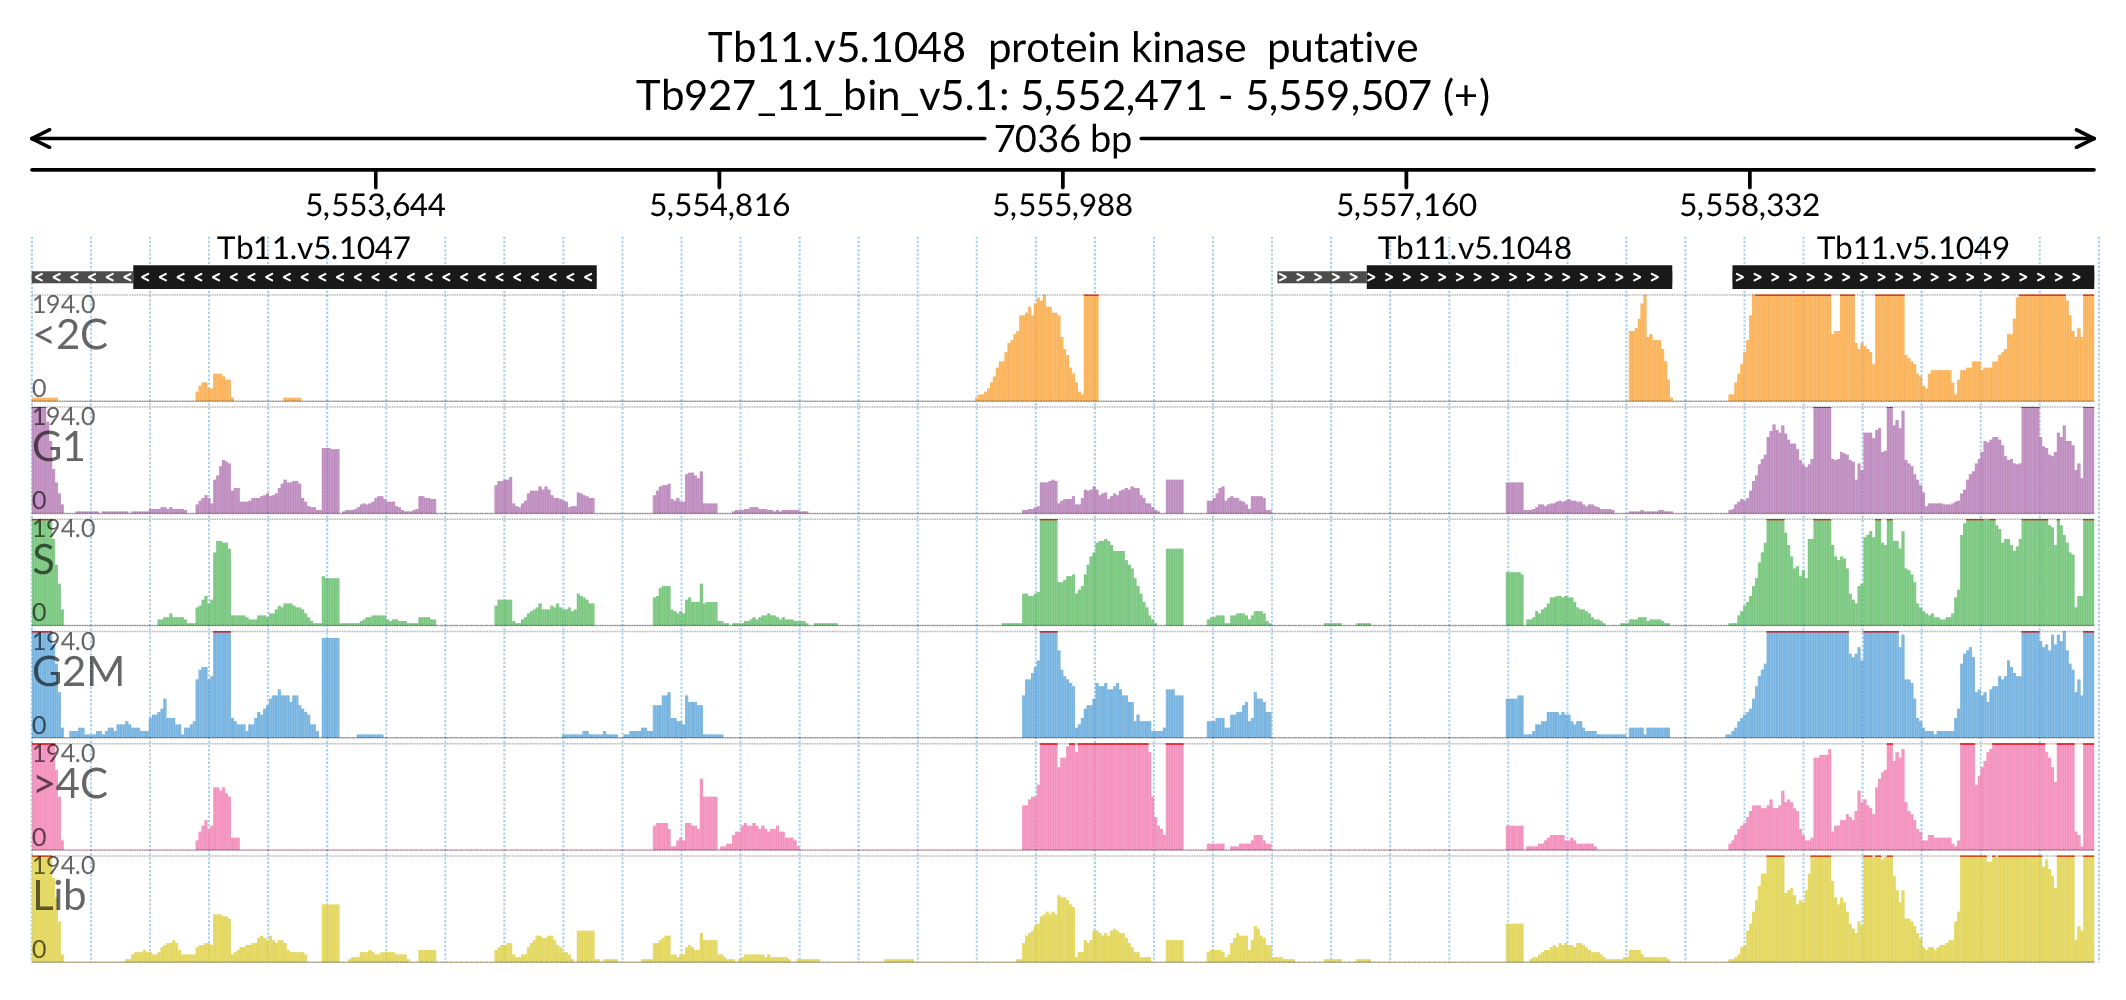 Tb11.v5.1048 protein kinase putative
Tb927_11_bin_v5.1: 5,552,471 - 5,559,507 (+)
7036 bp
5,553,644 5,554,816 5,555,988 5,557,160 5,558,332
Tb11.v5.1047 Tb11.v5.1048 Tb11.v5.1049
194.0
<2C
0
194.0
G1
0
194.0
S
0
194.0
G2M
0
194.0
>4C
0
194.0
Lib
0